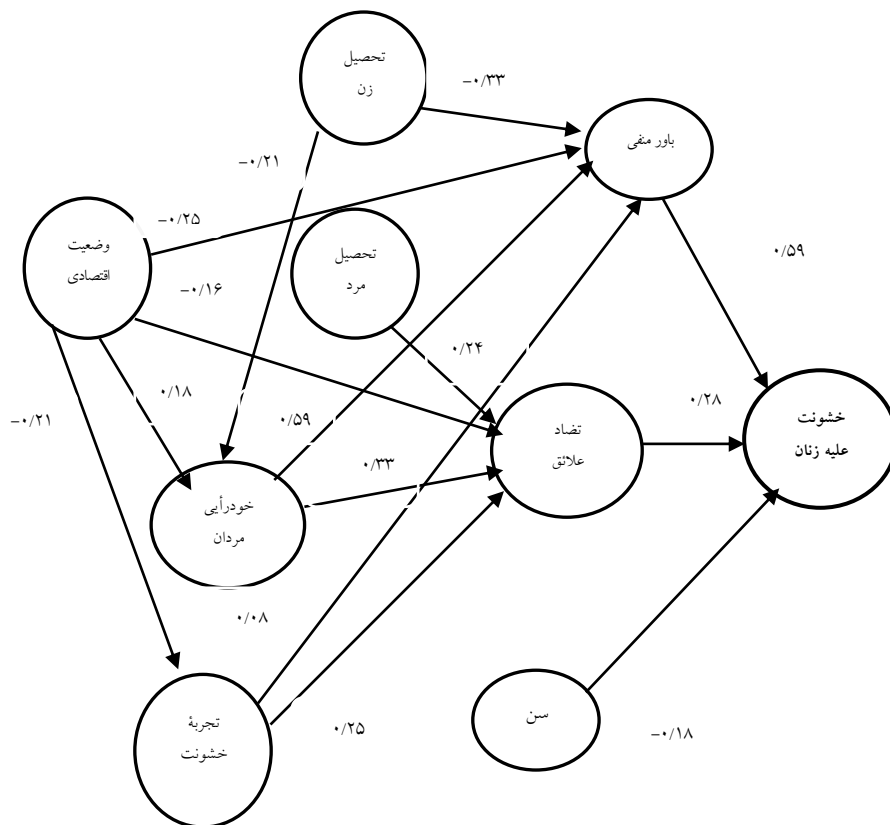 تحصیل
زن
-۰/۳۳
باور منفی
-۰/۲۱
-۰/۲۵
وضعیت
اقتصادی
تحصیل
مرد
۰/۵۹
-۰/۱۶
۰/۲۴
۰/۱۸
-۰/۲۱
۰/۵۹
۰/۲۸
خشونت
علیه زنان
تضاد
علائق
۰/۳۳
خودرأیی
مردان
۰/۰۸
تجربۀ
خشونت
۰/۲۵
سن
-۰/۱۸